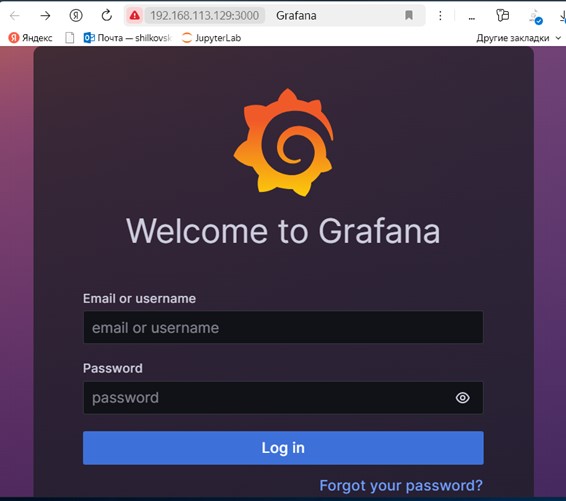 192.168.113.129:3000 Grafana
Яндекс Почта — shilkovsk JupyterLab Другие закладки
Welcome to Grafana
Email or username
email or username
Password
password
Log in
Forgot your password?